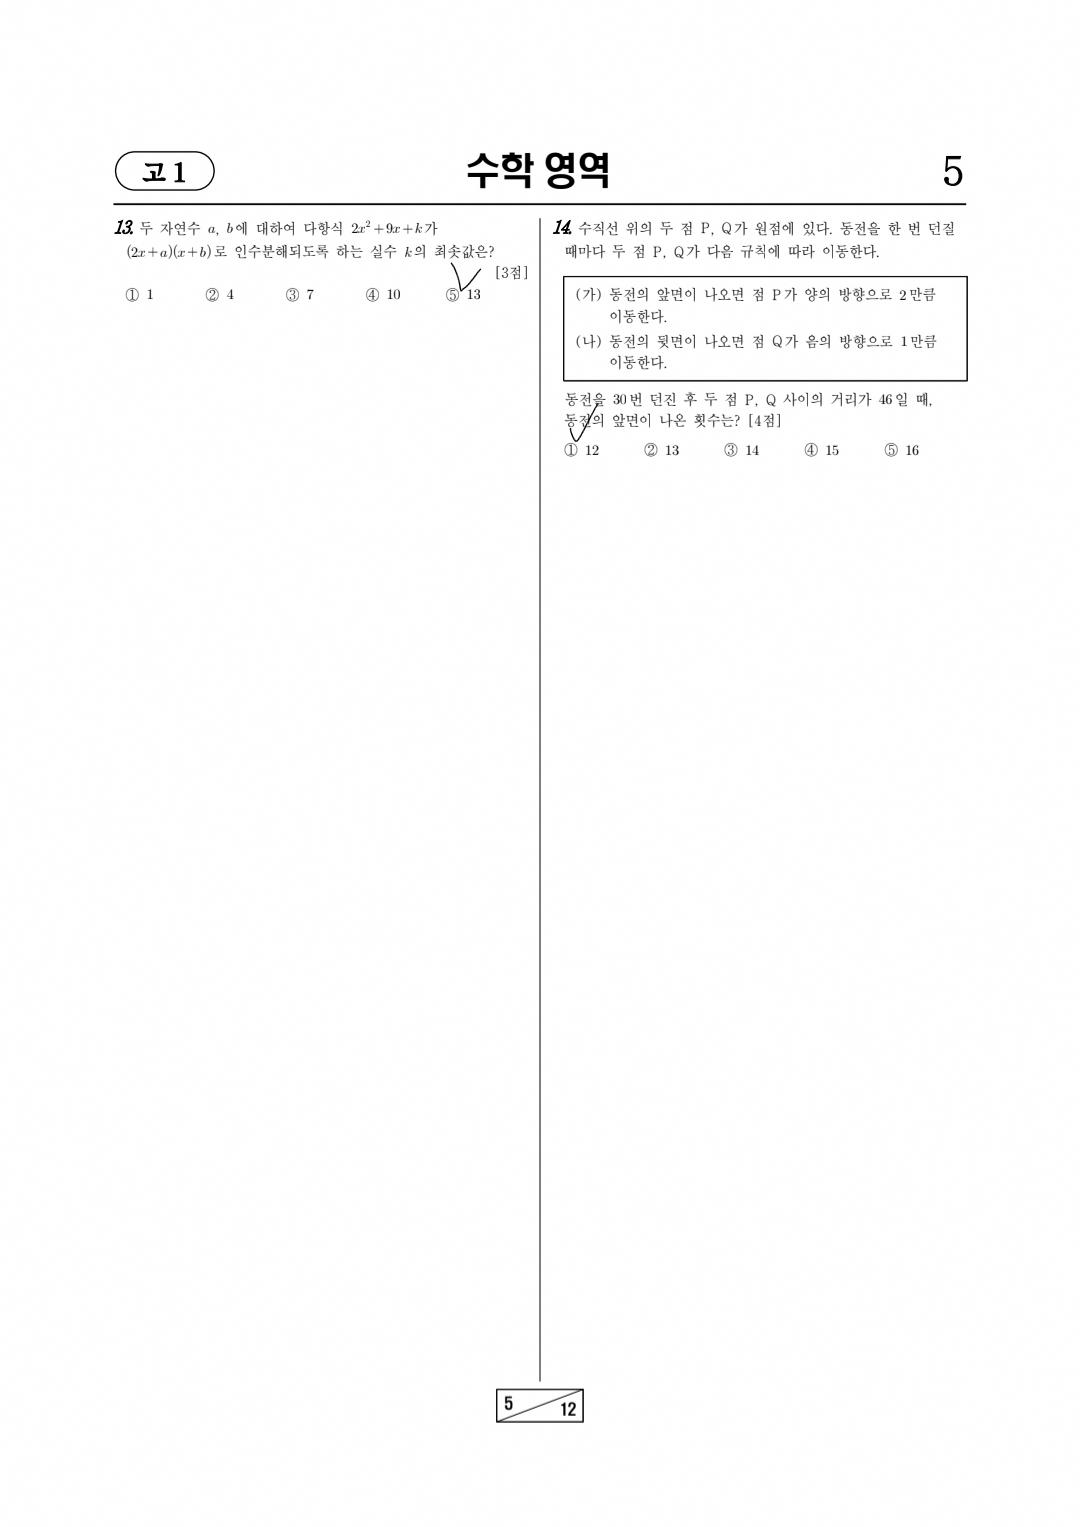 고 1
수학 영역
5
13. 두 자연수 a, b에 대하여 다항식 2x²+9x+k가
(2x+a)(x+b)로 인수분해되도록 하는 실수 k의 최솟값은?
[3점]
① 1 ② 4 ③ 7 ④ 10 ⑤ 13
14. 수직선 위의 두 점 P, Q가 원점에 있다. 동전을 한 번 던질
때마다 두 점 P, Q가 다음 규칙에 따라 이동한다.
(가) 동전의 앞면이 나오면 점 P가 양의 방향으로 2만큼
이동한다.
(나) 동전의 뒷면이 나오면 점 Q가 음의 방향으로 1만큼
이동한다.
동전을 30번 던진 후 두 점 P, Q 사이의 거리가 46일 때,
동전의 앞면이 나온 횟수는? [4점]
① 12 ② 13 ③ 14 ④ 15 ⑤ 16
5
12